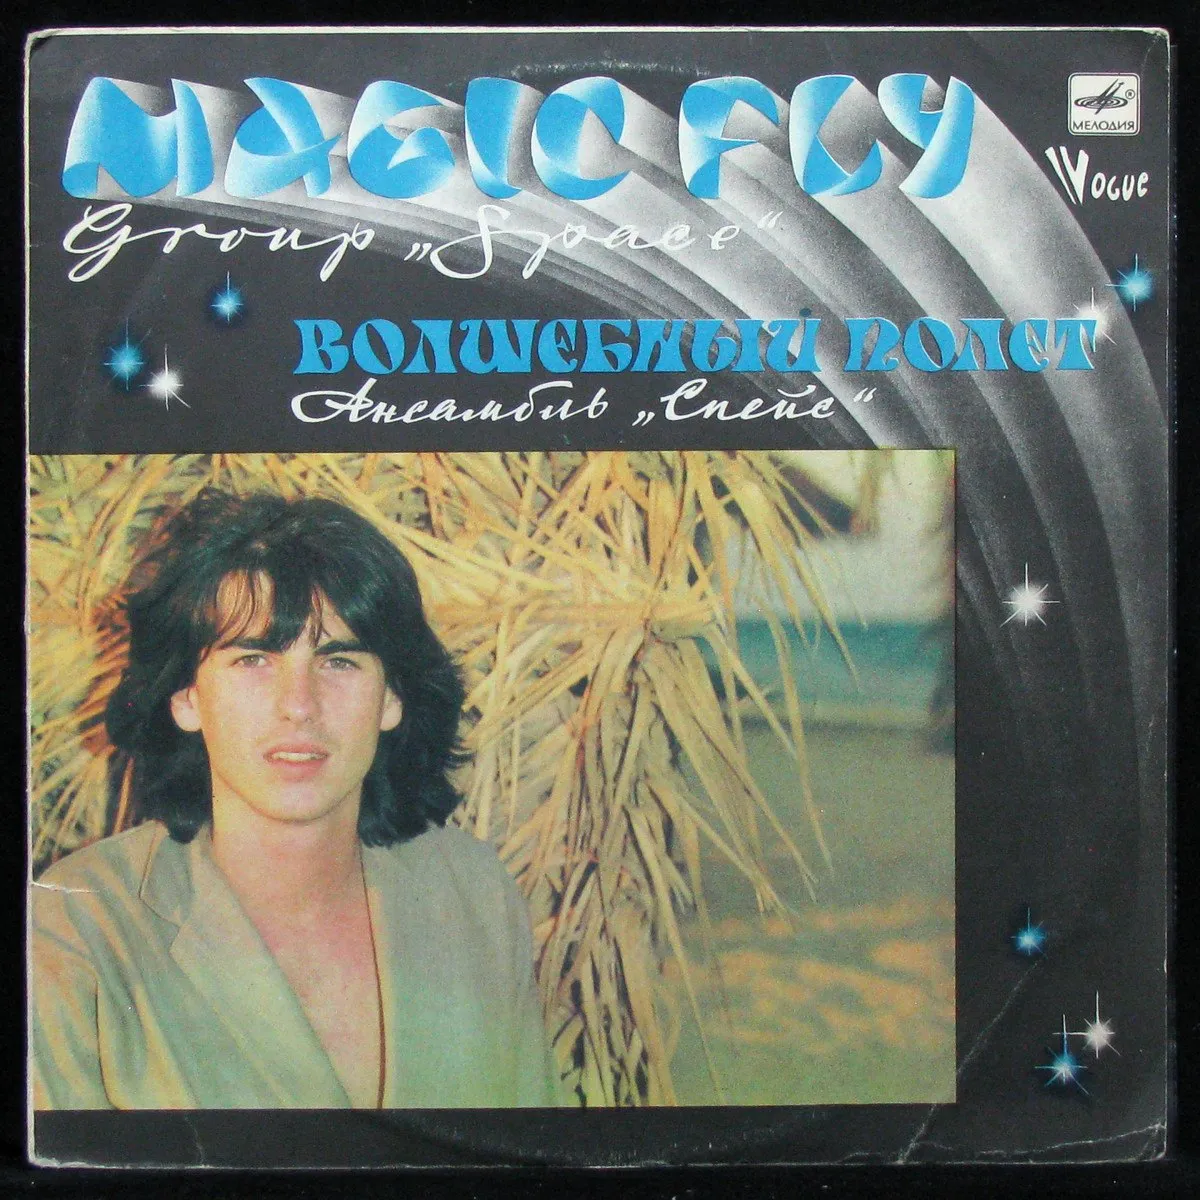 MAGIC FLY
Group „Space“
ВОЛШЕБНЫЙ ПОЛЕТ
Ансамбль „Спейс“
® МЕЛОДИЯ
Vogue